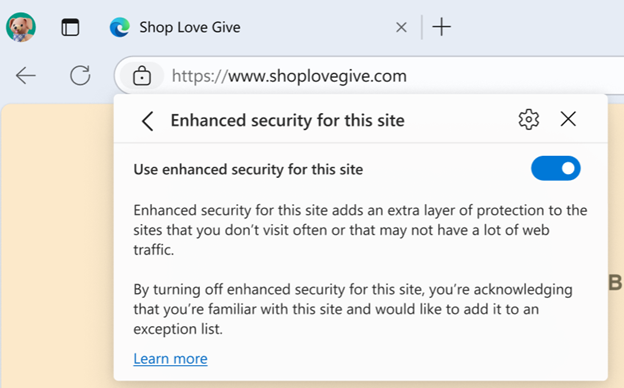 Shop Love Give
https://www.shoplovegive.com
Enhanced security for this site
Use enhanced security for this site
Enhanced security for this site adds an extra layer of protection to the
sites that you don’t visit often or that may not have a lot of web
traffic.
By turning off enhanced security for this site, you’re acknowledging
that you’re familiar with this site and would like to add it to an
exception list.
Learn more
B